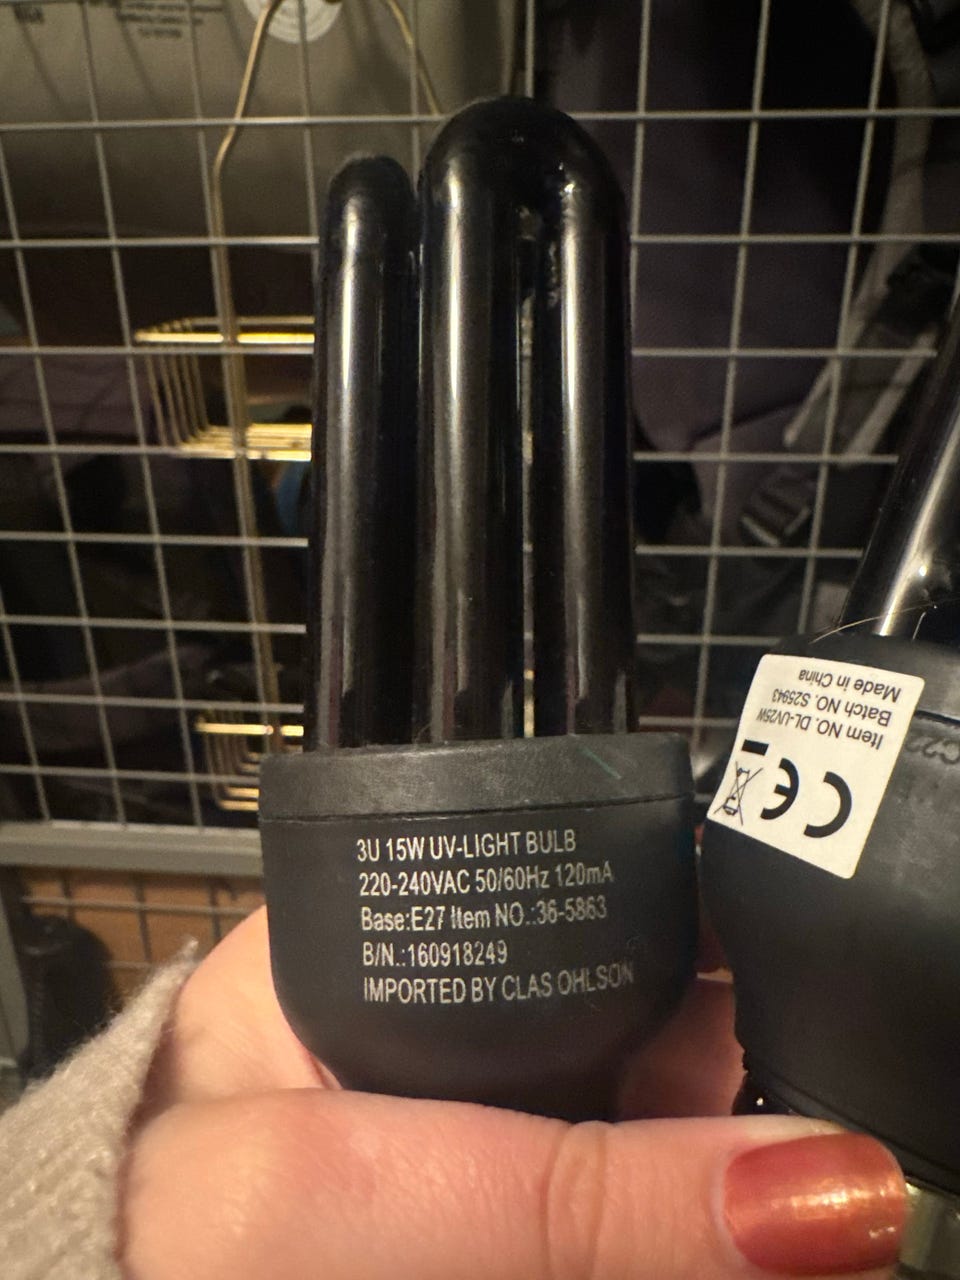 3U 15W UV-LIGHT BULB
220-240VAC 50/60Hz 120mA
Base:E27 Item NO.:36-5863
B/N.:160918249
IMPORTED BY CLAS OHLSON
Item NO. DL-UV25W
Batch NO. S25943
Made in China
CE